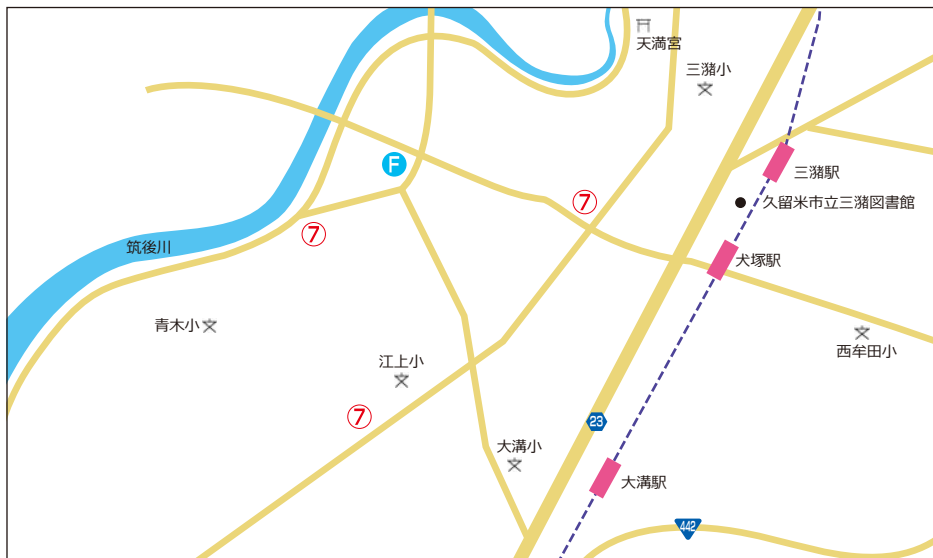 天満宮
三潴小
F
三潴駅
⑦
久留米市立三潴図書館
⑦
筑後川
犬塚駅
青木小
西牟田小
江上小
⑦
23
大溝小
大溝駅
442